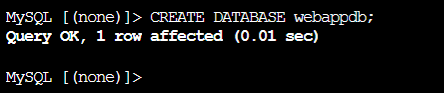 MySQL [(none)]> CREATE DATABASE webappdb;
Query OK, 1 row affected (0.01 sec)
MySQL [(none)]>